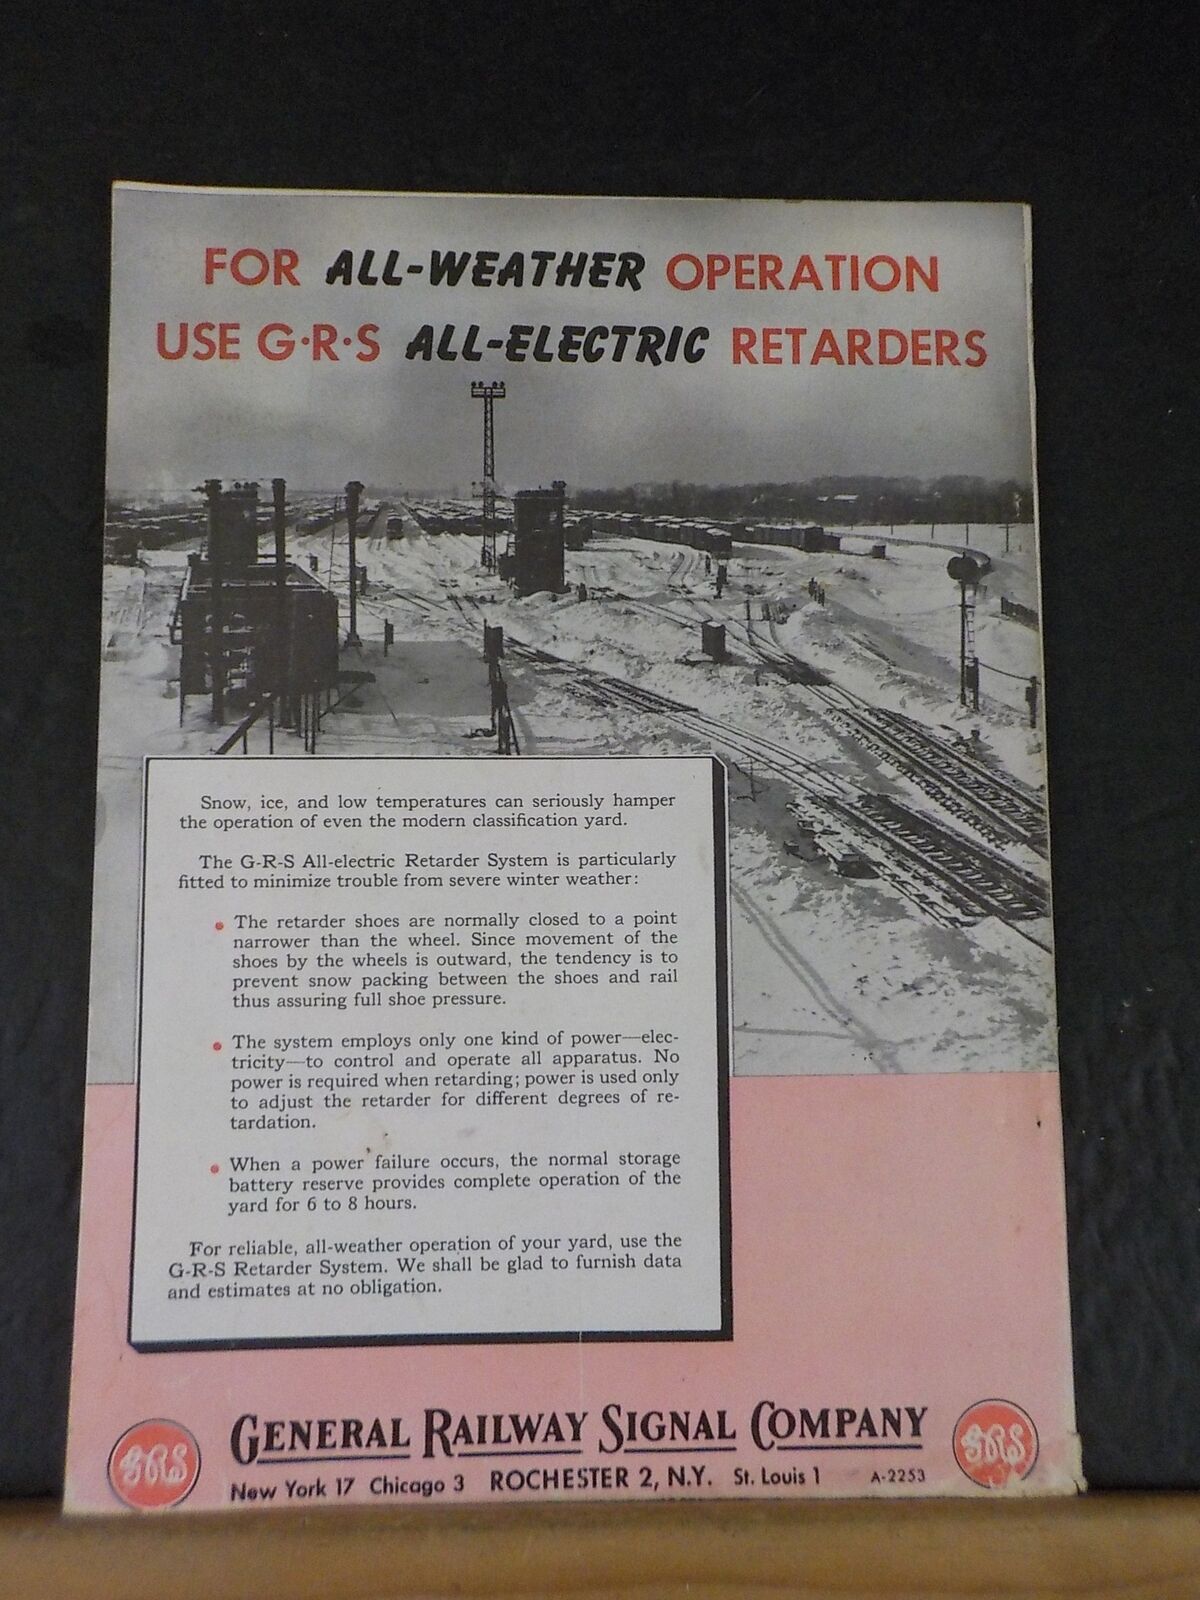 FOR ALL-WEATHER OPERATION
USE G·R·S ALL-ELECTRIC RETARDERS
Snow, ice, and low temperatures can seriously hamper
the operation of even the modern classification yard.
The G-R-S All-electric Retarder System is particularly
fitted to minimize trouble from severe winter weather:
• The retarder shoes are normally closed to a point
narrower than the wheel. Since movement of the
shoes by the wheels is outward, the tendency is to
prevent snow packing between the shoes and rail
thus assuring full shoe pressure.
• The system employs only one kind of power—elec-
tricity—to control and operate all apparatus. No
power is required when retarding; power is used only
to adjust the retarder for different degrees of re-
tardation.
• When a power failure occurs, the normal storage
battery reserve provides complete operation of the
yard for 6 to 8 hours.
For reliable, all-weather operation of your yard, use the
G-R-S Retarder System. We shall be glad to furnish data
and estimates at no obligation.
GRS GENERAL RAILWAY SIGNAL COMPANY GRS
New York 17 Chicago 3 ROCHESTER 2, N.Y. St. Louis 1 A-2253